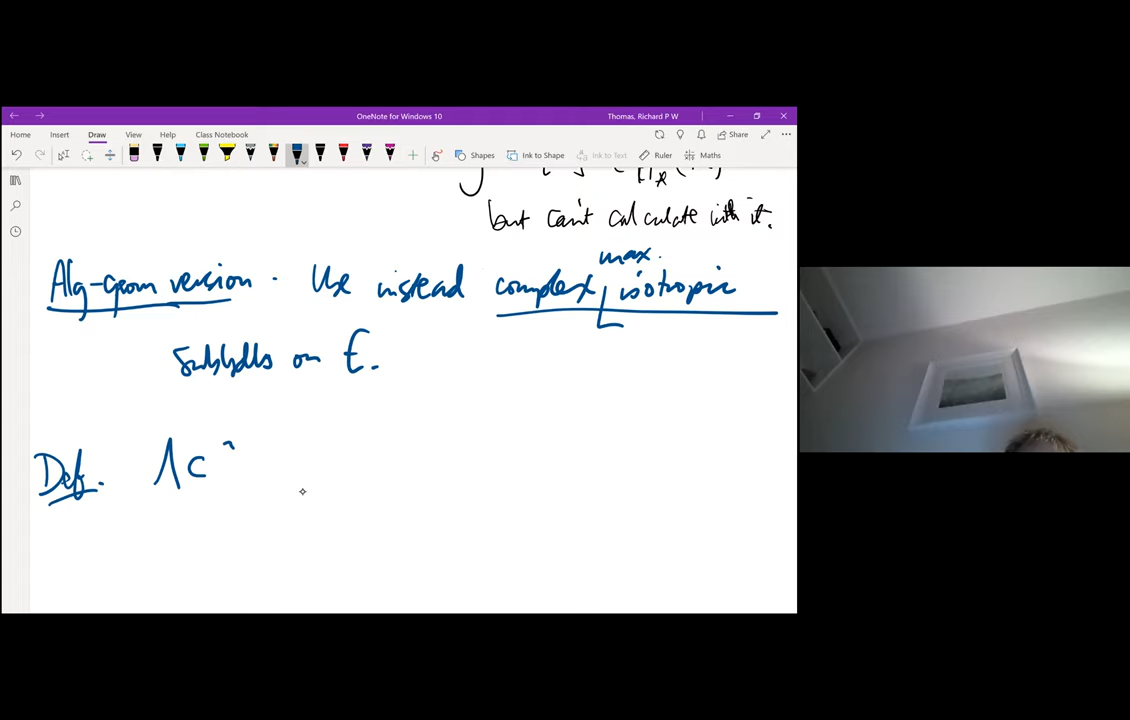 OneNote for Windows 10
Thomas, Richard P W
Home Insert Draw View Help Class Notebook
Share
Shapes Ink to Shape Ink to Text Ruler Maths
but can't calculate with it.
max.
Alg-geom version. Use instead complex isotropic
subbdls on E.
Def. Λ ⊂